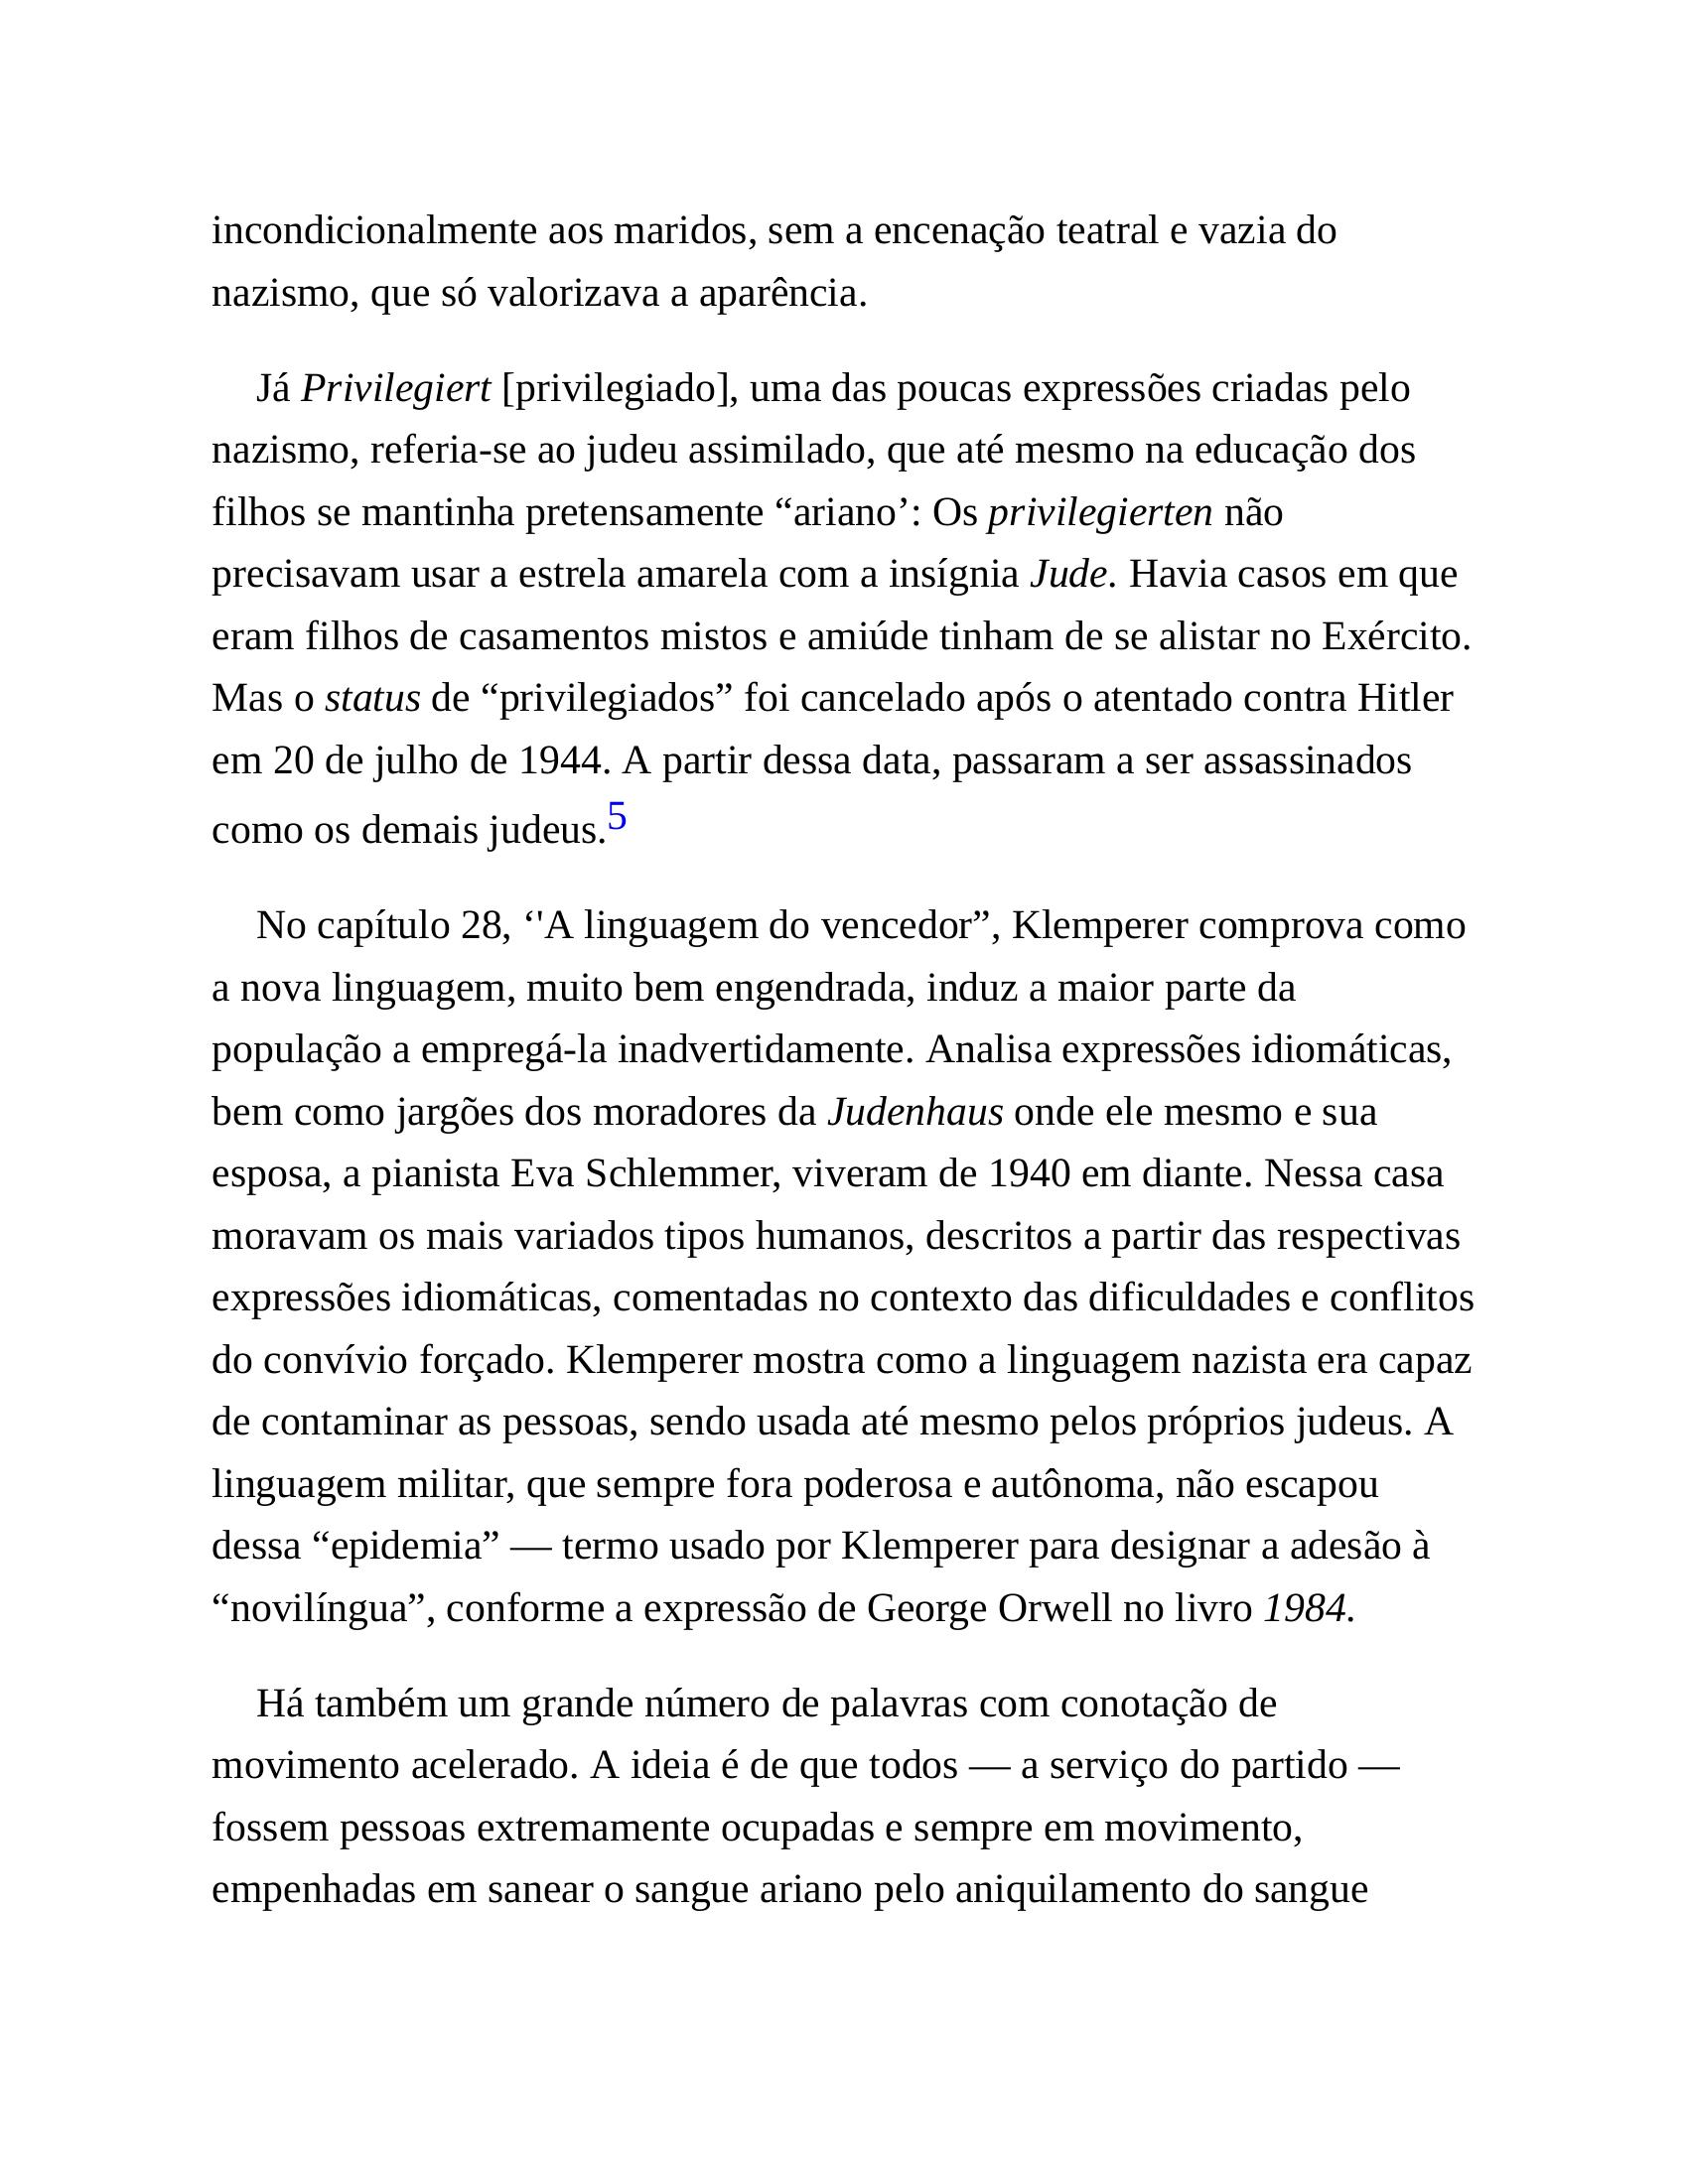 incondicionalmente aos maridos, sem a encenação teatral e vazia do
nazismo, que só valorizava a aparência.
Já Privilegiert [privilegiado], uma das poucas expressões criadas pelo
nazismo, referia-se ao judeu assimilado, que até mesmo na educação dos
filhos se mantinha pretensamente “ariano’: Os privilegierten não
precisavam usar a estrela amarela com a insígnia Jude. Havia casos em que
eram filhos de casamentos mistos e amiúde tinham de se alistar no Exército.
Mas o status de “privilegiados” foi cancelado após o atentado contra Hitler
em 20 de julho de 1944. A partir dessa data, passaram a ser assassinados
como os demais judeus.5
No capítulo 28, ‘'A linguagem do vencedor”, Klemperer comprova como
a nova linguagem, muito bem engendrada, induz a maior parte da
população a empregá-la inadvertidamente. Analisa expressões idiomáticas,
bem como jargões dos moradores da Judenhaus onde ele mesmo e sua
esposa, a pianista Eva Schlemmer, viveram de 1940 em diante. Nessa casa
moravam os mais variados tipos humanos, descritos a partir das respectivas
expressões idiomáticas, comentadas no contexto das dificuldades e conflitos
do convívio forçado. Klemperer mostra como a linguagem nazista era capaz
de contaminar as pessoas, sendo usada até mesmo pelos próprios judeus. A
linguagem militar, que sempre fora poderosa e autônoma, não escapou
dessa “epidemia” — termo usado por Klemperer para designar a adesão à
“novilíngua”, conforme a expressão de George Orwell no livro 1984.
Há também um grande número de palavras com conotação de
movimento acelerado. A ideia é de que todos — a serviço do partido —
fossem pessoas extremamente ocupadas e sempre em movimento,
empenhadas em sanear o sangue ariano pelo aniquilamento do sangue